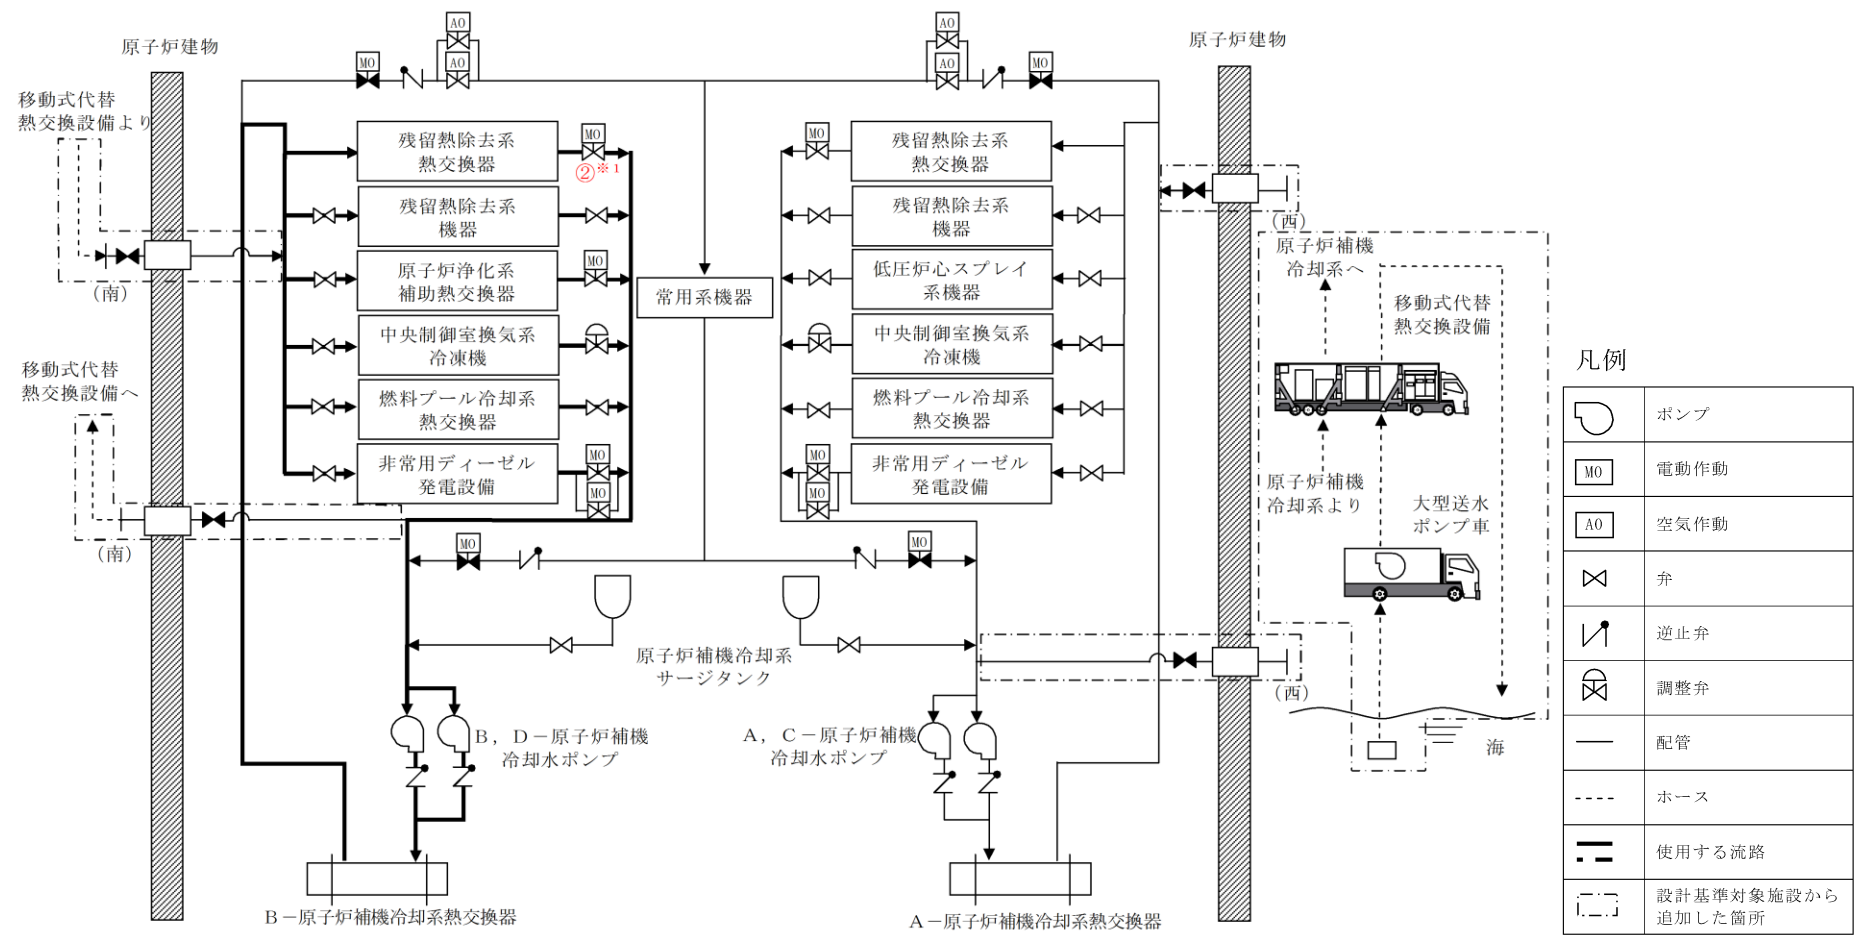 原子炉建物
移動式代替
熱交換設備より
(南)
移動式代替
熱交換設備へ
(南)
AO
AO
MO
残留熱除去系
熱交換器
MO
②※1
残留熱除去系
機器
原子炉浄化系
補助熱交換器
MO
中央制御室換気系
冷凍機
燃料プール冷却系
熱交換器
非常用ディーゼル
発電設備
MO
MO
常用系機器
AO
AO
MO
MO
残留熱除去系
熱交換器
残留熱除去系
機器
低圧炉心スプレイ
系機器
中央制御室換気系
冷凍機
燃料プール冷却系
熱交換器
MO
MO
非常用ディーゼル
発電設備
MO
MO
原子炉補機冷却系
サージタンク
B,D-原子炉補機
冷却水ポンプ
A,C-原子炉補機
冷却水ポンプ
B-原子炉補機冷却系熱交換器
A-原子炉補機冷却系熱交換器
原子炉建物
(西)
(西)
原子炉補機
冷却系へ
移動式代替
熱交換設備
原子炉補機
冷却系より
大型送水
ポンプ車
海
凡例
ポンプ
MO
電動作動
AO
空気作動
弁
逆止弁
調整弁
配管
ホース
使用する流路
設計基準対象施設から
追加した箇所